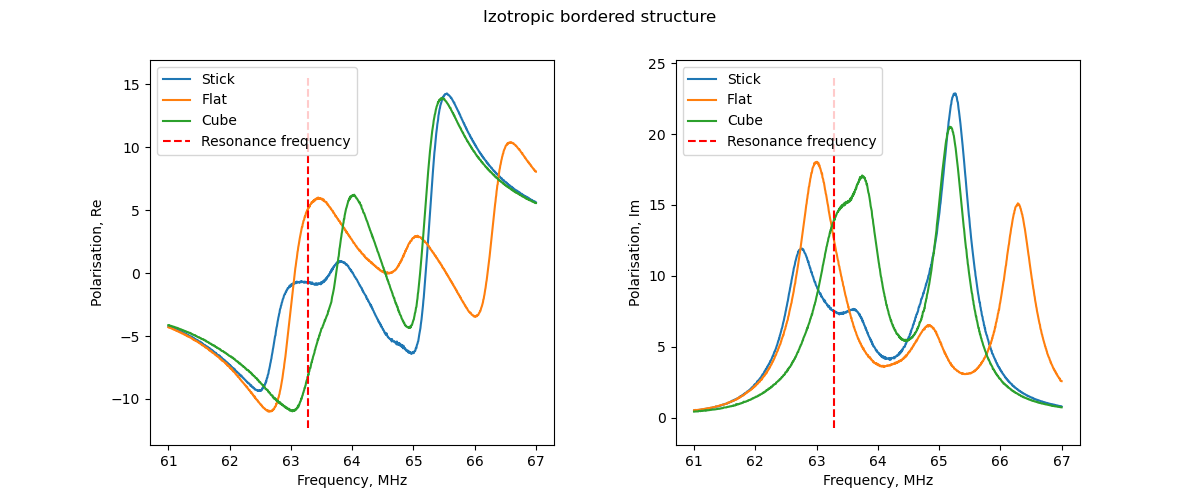 Izotropic bordered structure
Polarisation, Re
15
10
5
0
−5
−10
Stick
Flat
Cube
Resonance frequency
61 62 63 64 65 66 67
Frequency, MHz
Polarisation, Im
25
20
15
10
5
0
Stick
Flat
Cube
Resonance frequency
61 62 63 64 65 66 67
Frequency, MHz